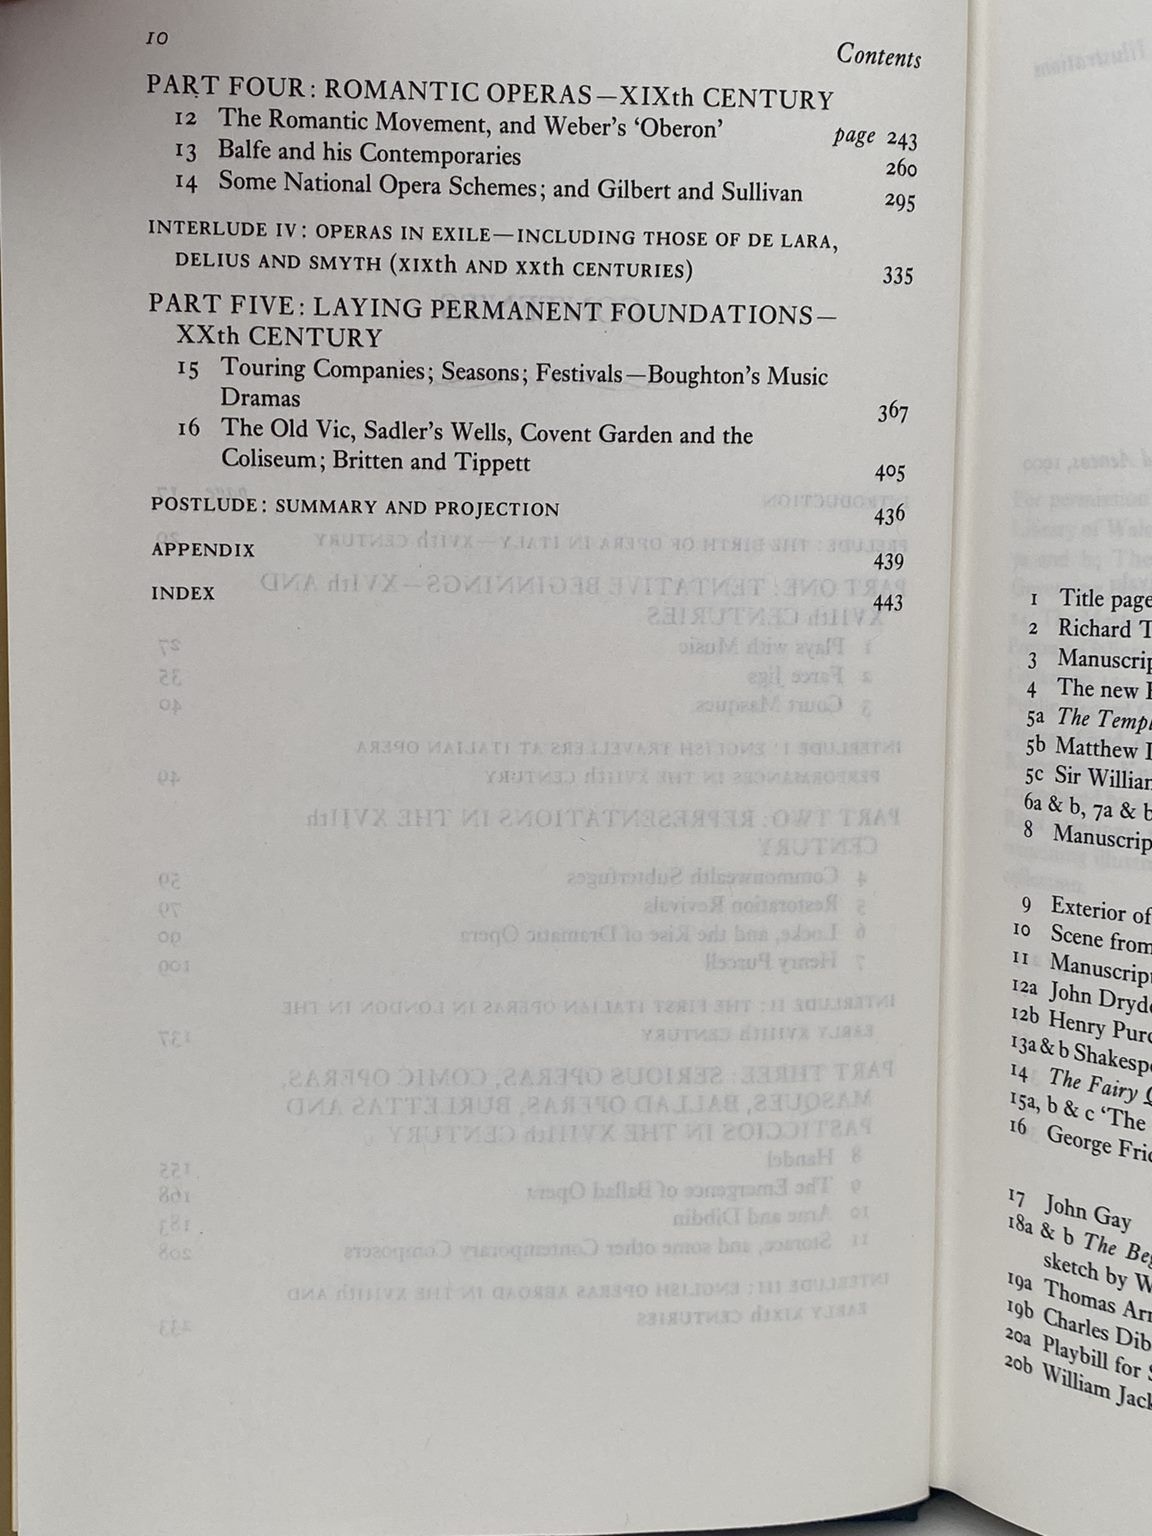 10
Contents
PART FOUR: ROMANTIC OPERAS—XIXth CENTURY
12 The Romantic Movement, and Weber's 'Oberon' page 243
13 Balfe and his Contemporaries 260
14 Some National Opera Schemes; and Gilbert and Sullivan 295
INTERLUDE IV: OPERAS IN EXILE—INCLUDING THOSE OF DE LARA,
DELIUS AND SMYTH (XIXth AND XXth CENTURIES) 335
PART FIVE: LAYING PERMANENT FOUNDATIONS—
XXth CENTURY
15 Touring Companies; Seasons; Festivals—Boughton's Music
Dramas 367
16 The Old Vic, Sadler's Wells, Covent Garden and the
Coliseum; Britten and Tippett 405
POSTLUDE: SUMMARY AND PROJECTION 436
APPENDIX 439
INDEX 443
1 Title page
2 Richard T
3 Manuscrip
4 The new
5a The Templ
5b Matthew
5c Sir Willia
6a & b, 7a & b
8 Manuscrip
9 Exterior of
10 Scene from
11 Manuscript
12a John Dryd
12b Henry Purc
13a & b Shakesp
14 The Fairy
15a, b & c 'The
16 George Fri
17 John Gay
18a & b The Be
sketch by W
19a Thomas Ar
19b Charles Dib
20a Playbill for
20b William Jac